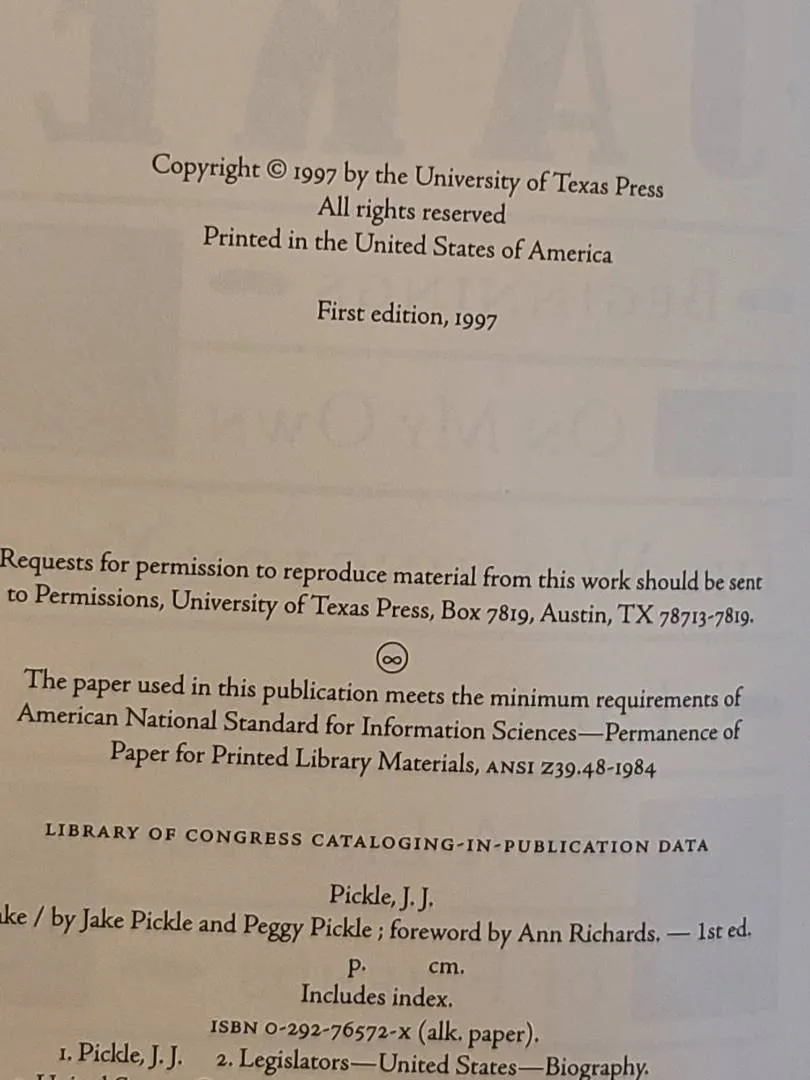 Copyright © 1997 by the University of Texas Press
All rights reserved
Printed in the United States of America
First edition, 1997
Requests for permission to reproduce material from this work should be sent
to Permissions, University of Texas Press, Box 7819, Austin, TX 78713-7819.
The paper used in this publication meets the minimum requirements of
American National Standard for Information Sciences—Permanence of
Paper for Printed Library Materials, ANSI Z39.48-1984
LIBRARY OF CONGRESS CATALOGING-IN-PUBLICATION DATA
Pickle, J. J.
ke / by Jake Pickle and Peggy Pickle ; foreword by Ann Richards. — 1st ed.
p. cm.
Includes index.
ISBN 0-292-76572-X (alk. paper).
1. Pickle, J. J. 2. Legislators—United States—Biography.